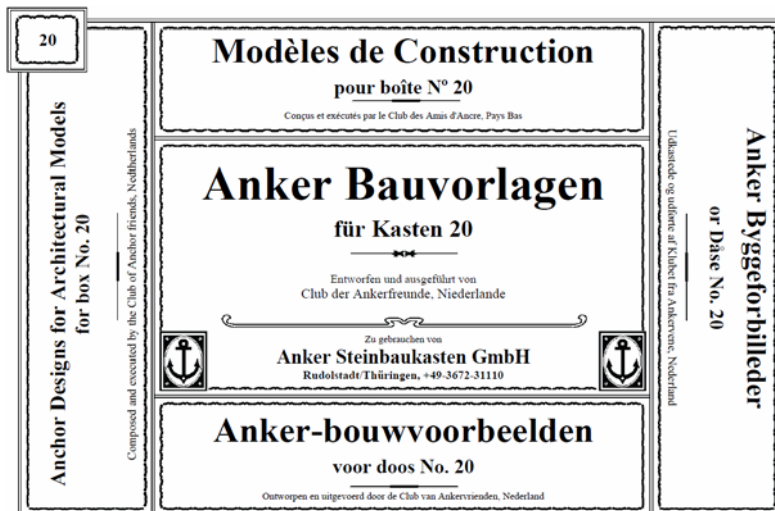 20
Modèles de Construction
pour boîte Nº 20
Conçus et exécutés par le Club des Amis d'Ancre, Pays Bas
Anchor Designs for Architectural Models
for box No. 20
Composed and executed by the Club of Anchor friends, Nedtherlands
Anker Bauvorlagen
für Kasten 20
Entworfen und ausgeführt von
Club der Ankerfreunde, Niederlande
Zu gebrauchen von
Anker Steinbaukasten GmbH
Rudolstadt/Thüringen, +49-3672-31110
Anker-bouwvoorbeelden
voor doos No. 20
Ontworpen en uitgevoerd door de Club van Ankervrienden, Nederland
Anker Byggeforbilleder
or Dåse No. 20
Udkastede og udførte af Klubet fra Ankervene, Nederland